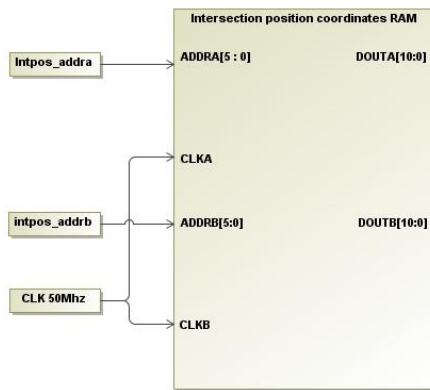 Intersection position coordinates RAM
Intpos_addra
ADDRA[5 : 0]
DOUTA[10:0]
CLKA
intpos_addrb
ADDRB[5:0]
DOUTB[10:0]
CLK 50Mhz
CLKB